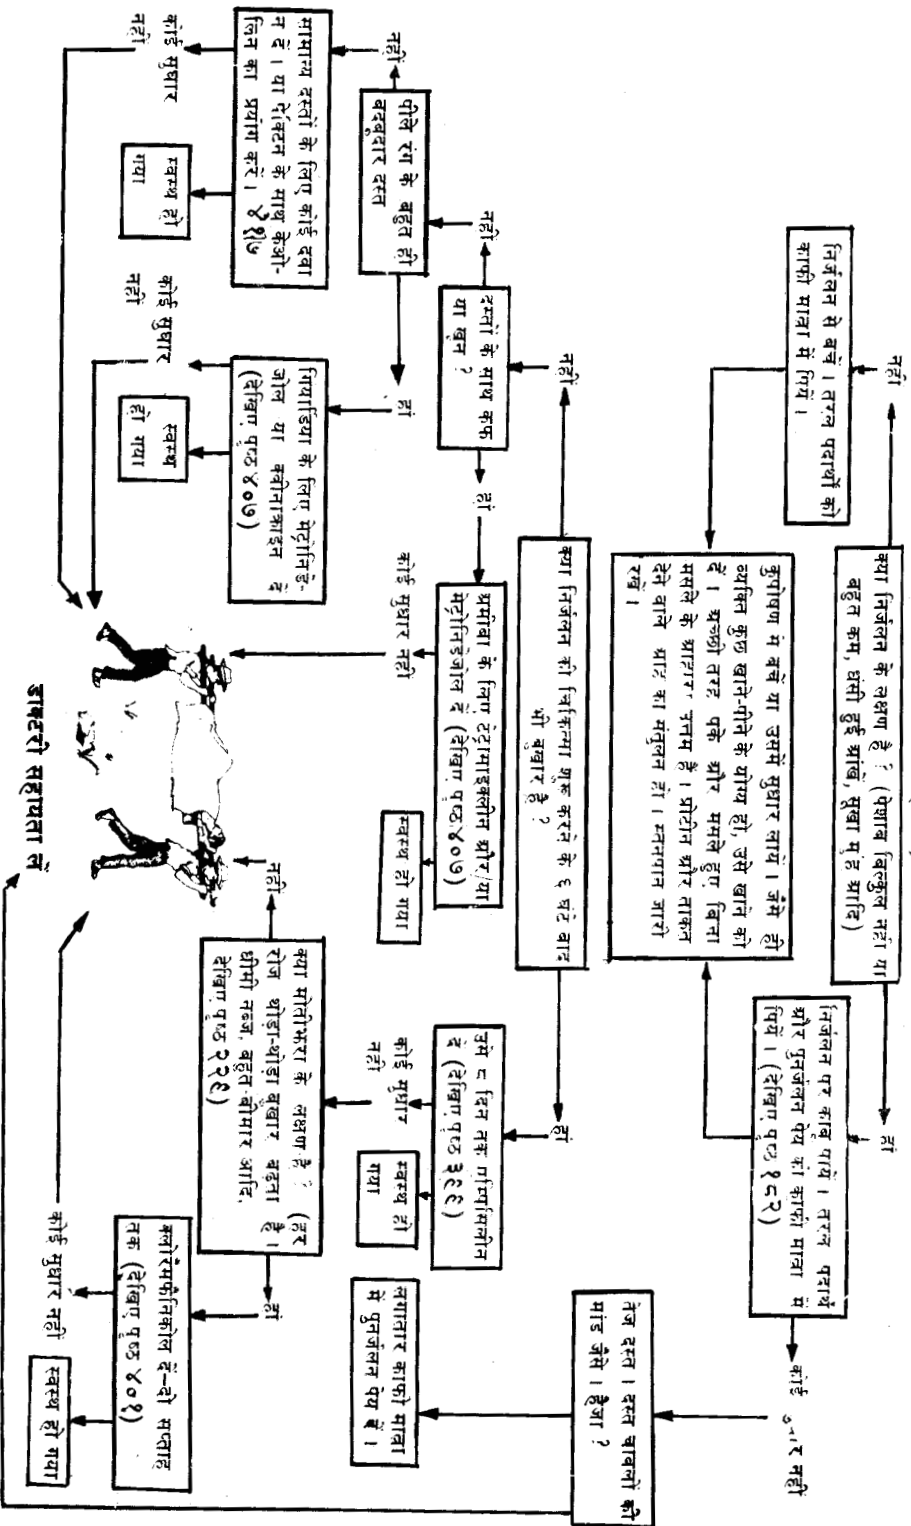 क्या निर्जलन के लक्षण हैं ? (पेशाब बिल्कुल नहीं या
बहुत कम, धंसी हुई आंखें, सूखा मुंह आदि)
नहीं
हां
निर्जलन से बचें । तरल पदार्थों को
काफी मात्रा में पियें ।
निर्जलन पर काबू पायें । तरल पदार्थ
और पुनर्जलन पेय को काफी मात्रा में
पियें । (देखिए पृष्ठ १८२)
कुपोषण से बचें या उसमें सुधार लायें । जैसे ही
व्यक्ति कुछ खाने-पीने के योग्य हो, उसे खाने को
दें । अच्छी तरह पके और मसले हुए, बिना
मसाले के आहार उत्तम हैं । प्रोटीन और ताकत
देने वाले आहार का संतुलन हो । स्तनपान जारी
रखें ।
कोई सुधार नहीं
तेज दस्त । दस्त चावलों की
मांड जैसे । हैजा ?
क्या निर्जलन की चिकित्सा शुरू करने के ६ घंटे बाद
भी बुखार है ?
नहीं
हां
लगातार काफी मात्रा
में पुनर्जलन पेय दें ।
दस्तों के साथ कफ
या खून ?
नहीं
हां
उसे ८ दिन तक एम्पिसिलीन
दें (देखिए पृष्ठ ३९९)
पीले रंग के बहुत ही
बदबूदार दस्त
नहीं
हां
अमीबा के लिए टेट्रासाइक्लीन और/या
मेट्रोनिडेजोल दें (देखिए पृष्ठ ४०७)
कोई सुधार नहीं
स्वस्थ हो गया
कोई सुधार
नहीं
स्वस्थ हो
गया
सामान्य दस्तों के लिए कोई दवा
न दें । या पेक्टिन के साथ केओ-
लिन का प्रयोग करें । ४१७
गियार्डिया के लिए मेट्रोनिडे-
जोल या क्वीनाक्राइन दें
(देखिए पृष्ठ ४०७)
क्या मोतीझरा के लक्षण हैं ? (हर
रोज थोड़ा-थोड़ा बुखार बढ़ता है ।
धीमी नब्ज, बहुत बीमार आदि,
देखिए पृष्ठ २२६)
नहीं
हां
कोई सुधार
नहीं
स्वस्थ हो
गया
कोई सुधार
नहीं
स्वस्थ
हो गया
क्लोरैमफेनिकोल दें-दो सप्ताह
तक (देखिए पृष्ठ ४०१)
कोई सुधार नहीं
स्वस्थ हो गया
डाक्टरी सहायता लें